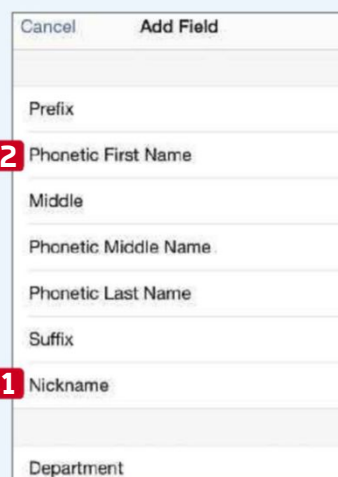 Cancel Add Field
Prefix
2 Phonetic First Name
Middle
Phonetic Middle Name
Phonetic Last Name
Suffix
1 Nickname
Department